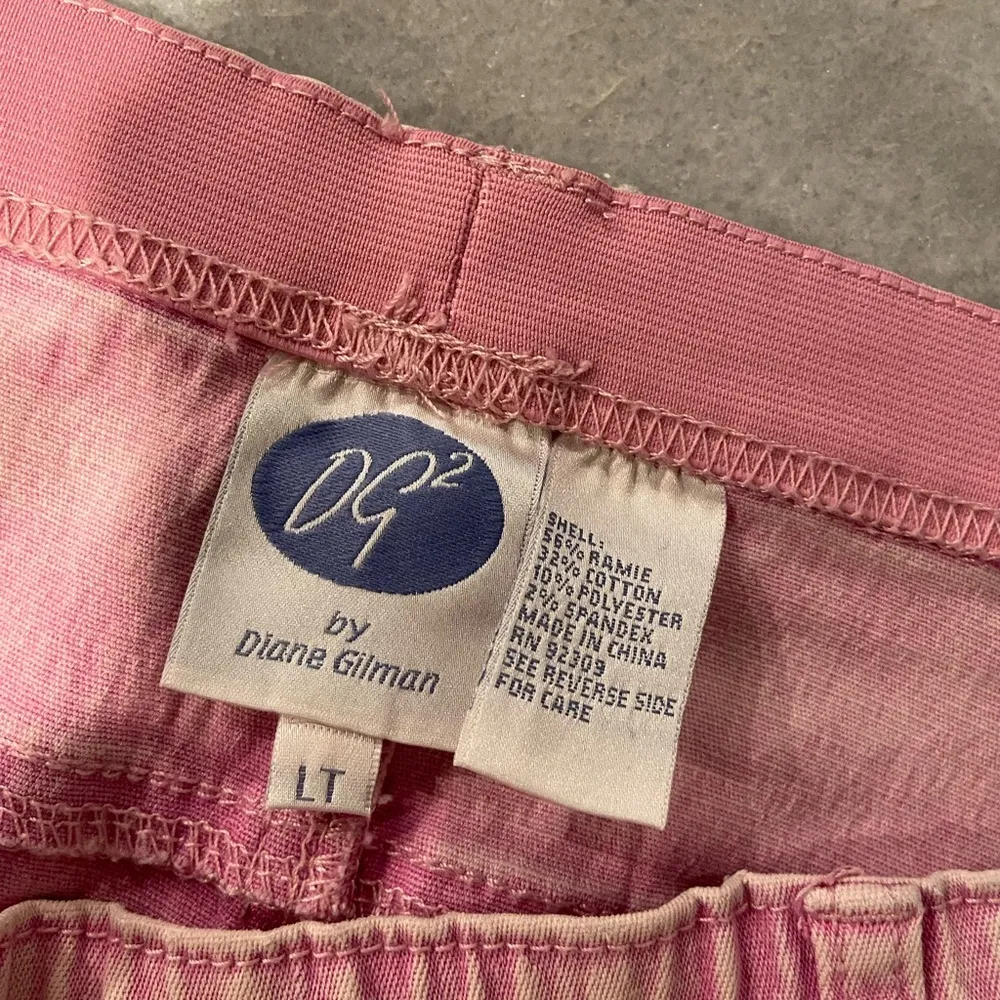 DG²
by
Diane Gilman
LT
SHELL:
56% RAMIE
32% COTTON
10% POLYESTER
2% SPANDEX
MADE IN CHINA
RN 92309
SEE REVERSE SIDE
FOR CARE